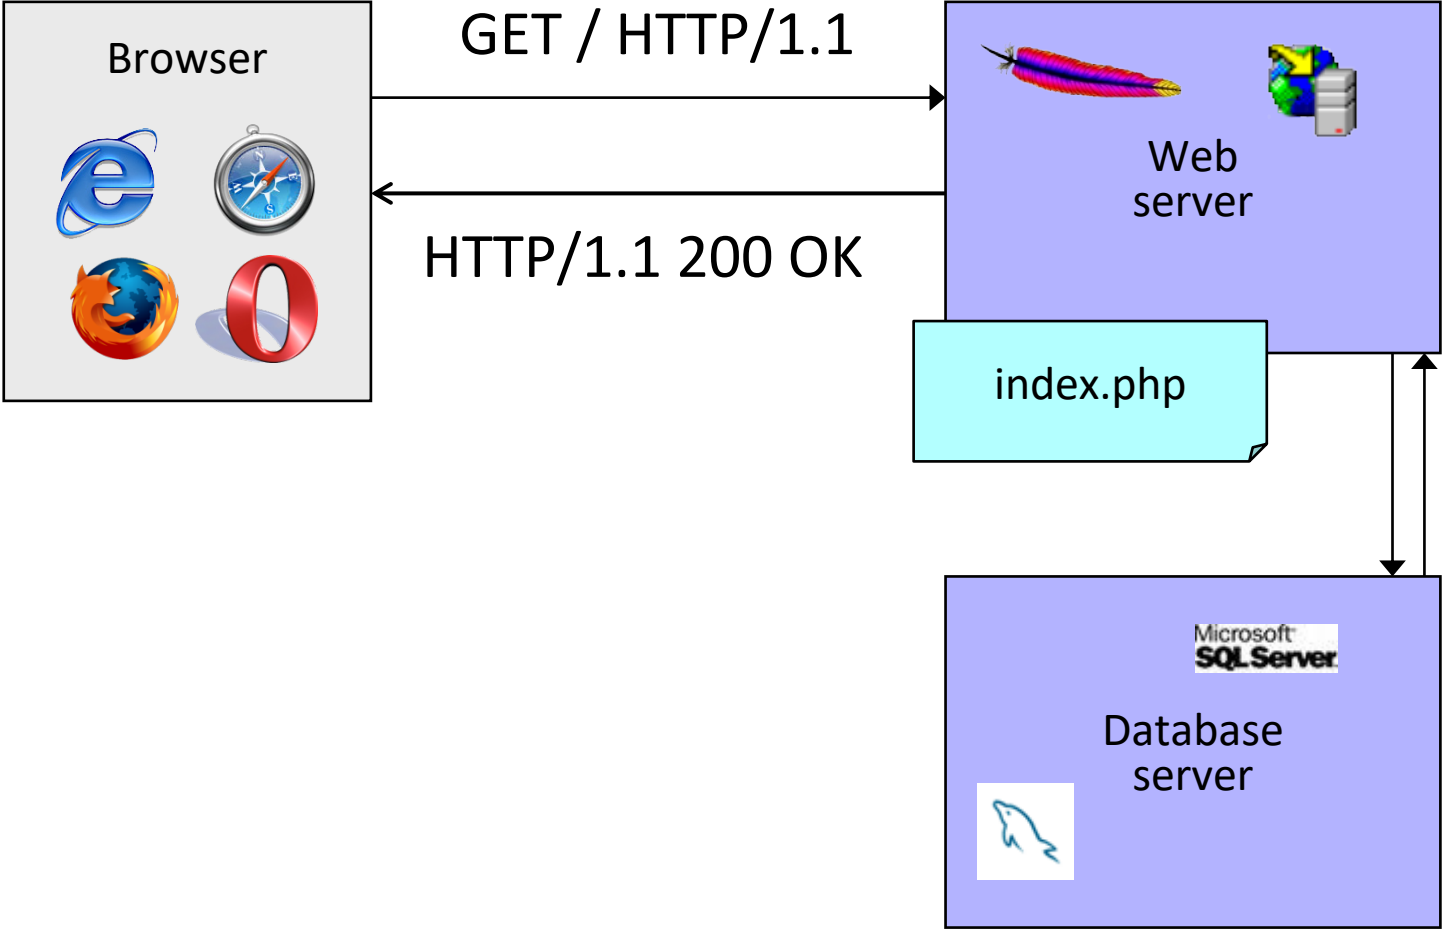 Browser
GET / HTTP/1.1
HTTP/1.1 200 OK
Web
server
index.php
Microsoft
SQL Server
Database
server